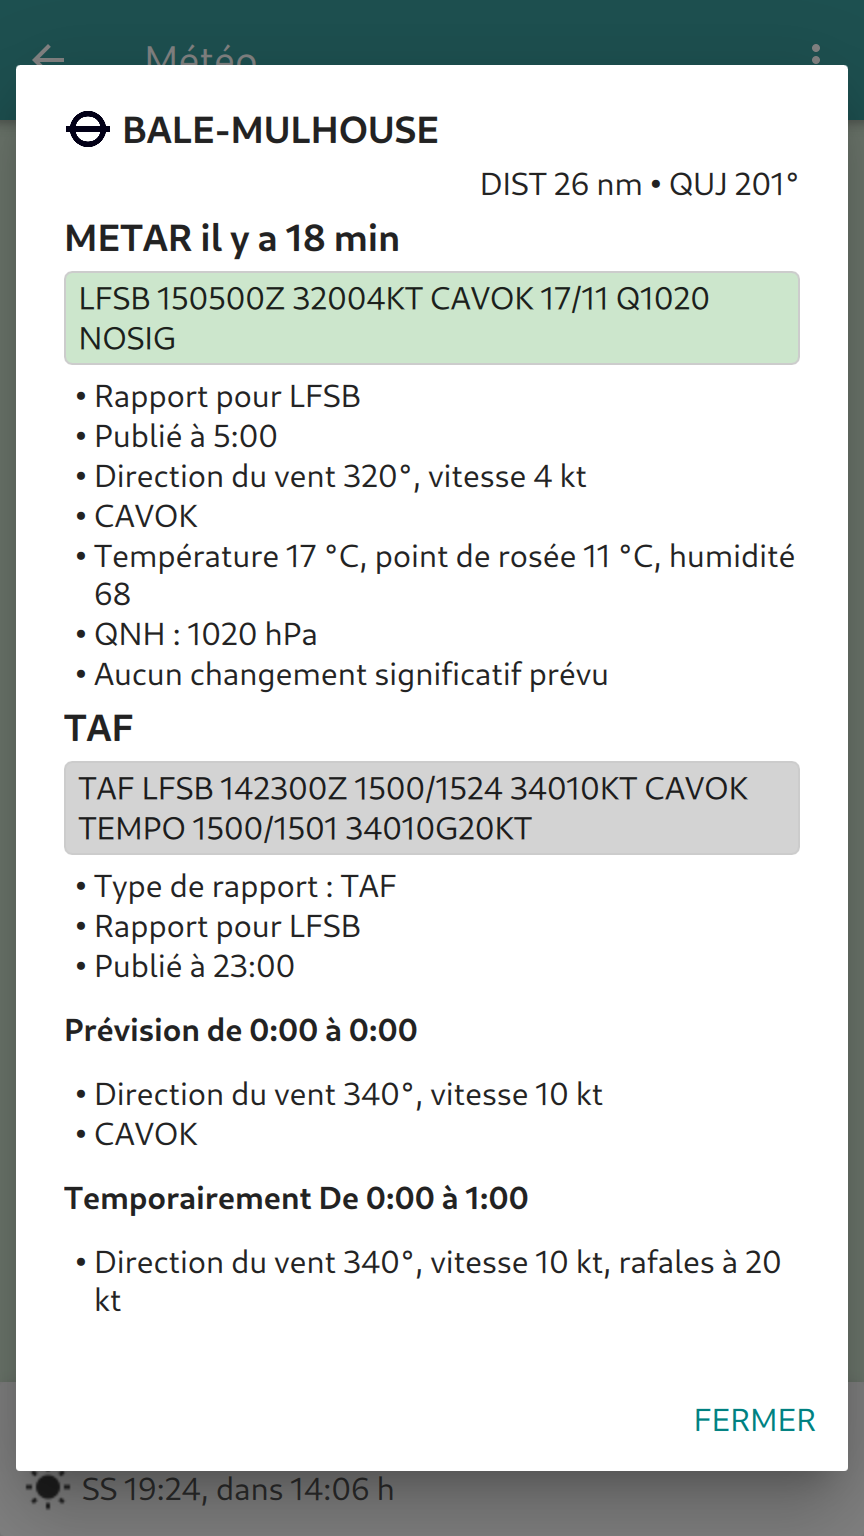 Météo
BALE-MULHOUSE
DIST 26 nm • QUJ 201°
METAR il y a 18 min
LFSB 150500Z 32004KT CAVOK 17/11 Q1020
NOSIG
• Rapport pour LFSB
• Publié à 5:00
• Direction du vent 320°, vitesse 4 kt
• CAVOK
• Température 17 °C, point de rosée 11 °C, humidité
68
• QNH : 1020 hPa
• Aucun changement significatif prévu
TAF
TAF LFSB 142300Z 1500/1524 34010KT CAVOK
TEMPO 1500/1501 34010G20KT
• Type de rapport : TAF
• Rapport pour LFSB
• Publié à 23:00
Prévision de 0:00 à 0:00
• Direction du vent 340°, vitesse 10 kt
• CAVOK
Temporairement De 0:00 à 1:00
• Direction du vent 340°, vitesse 10 kt, rafales à 20
kt
FERMER
SS 19:24, dans 14:06 h